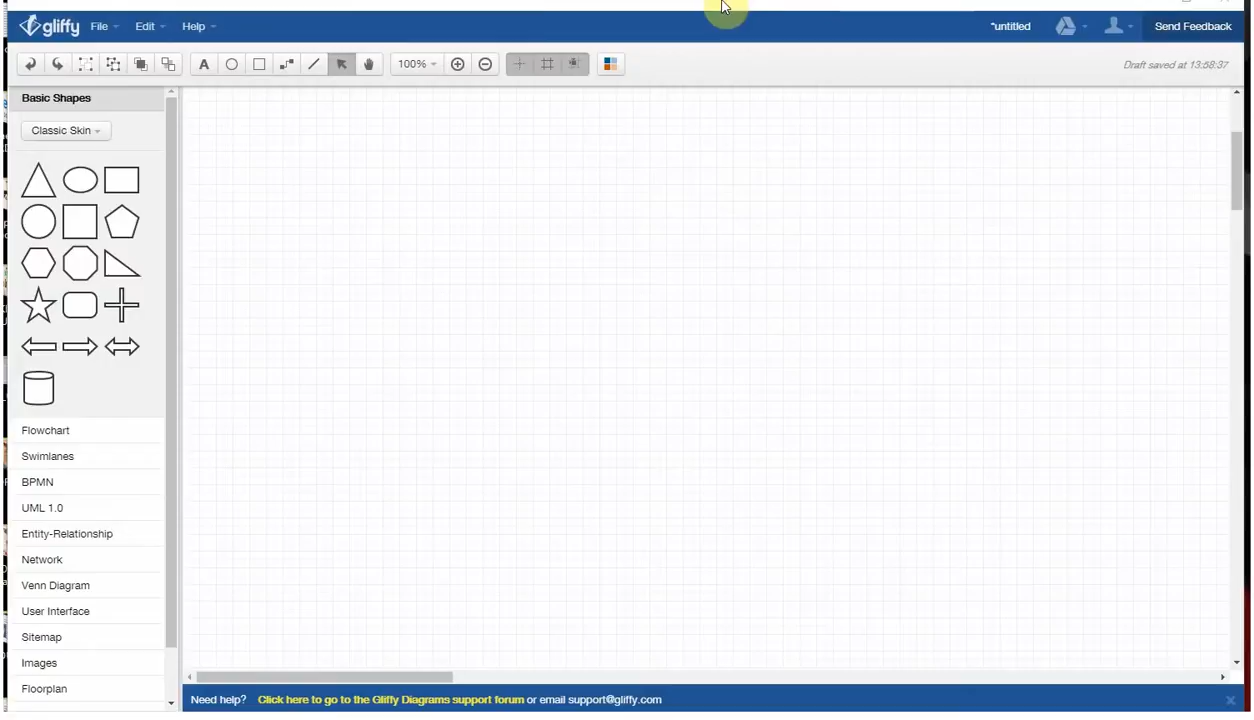 gliffy File Edit Help *untitled Send Feedback
A 100% Draft saved at 13:58:37
Basic Shapes
Classic Skin
Flowchart
Swimlanes
BPMN
UML 1.0
Entity-Relationship
Network
Venn Diagram
User Interface
Sitemap
Images
Floorplan
Need help? Click here to go to the Gliffy Diagrams support forum or email support@gliffy.com